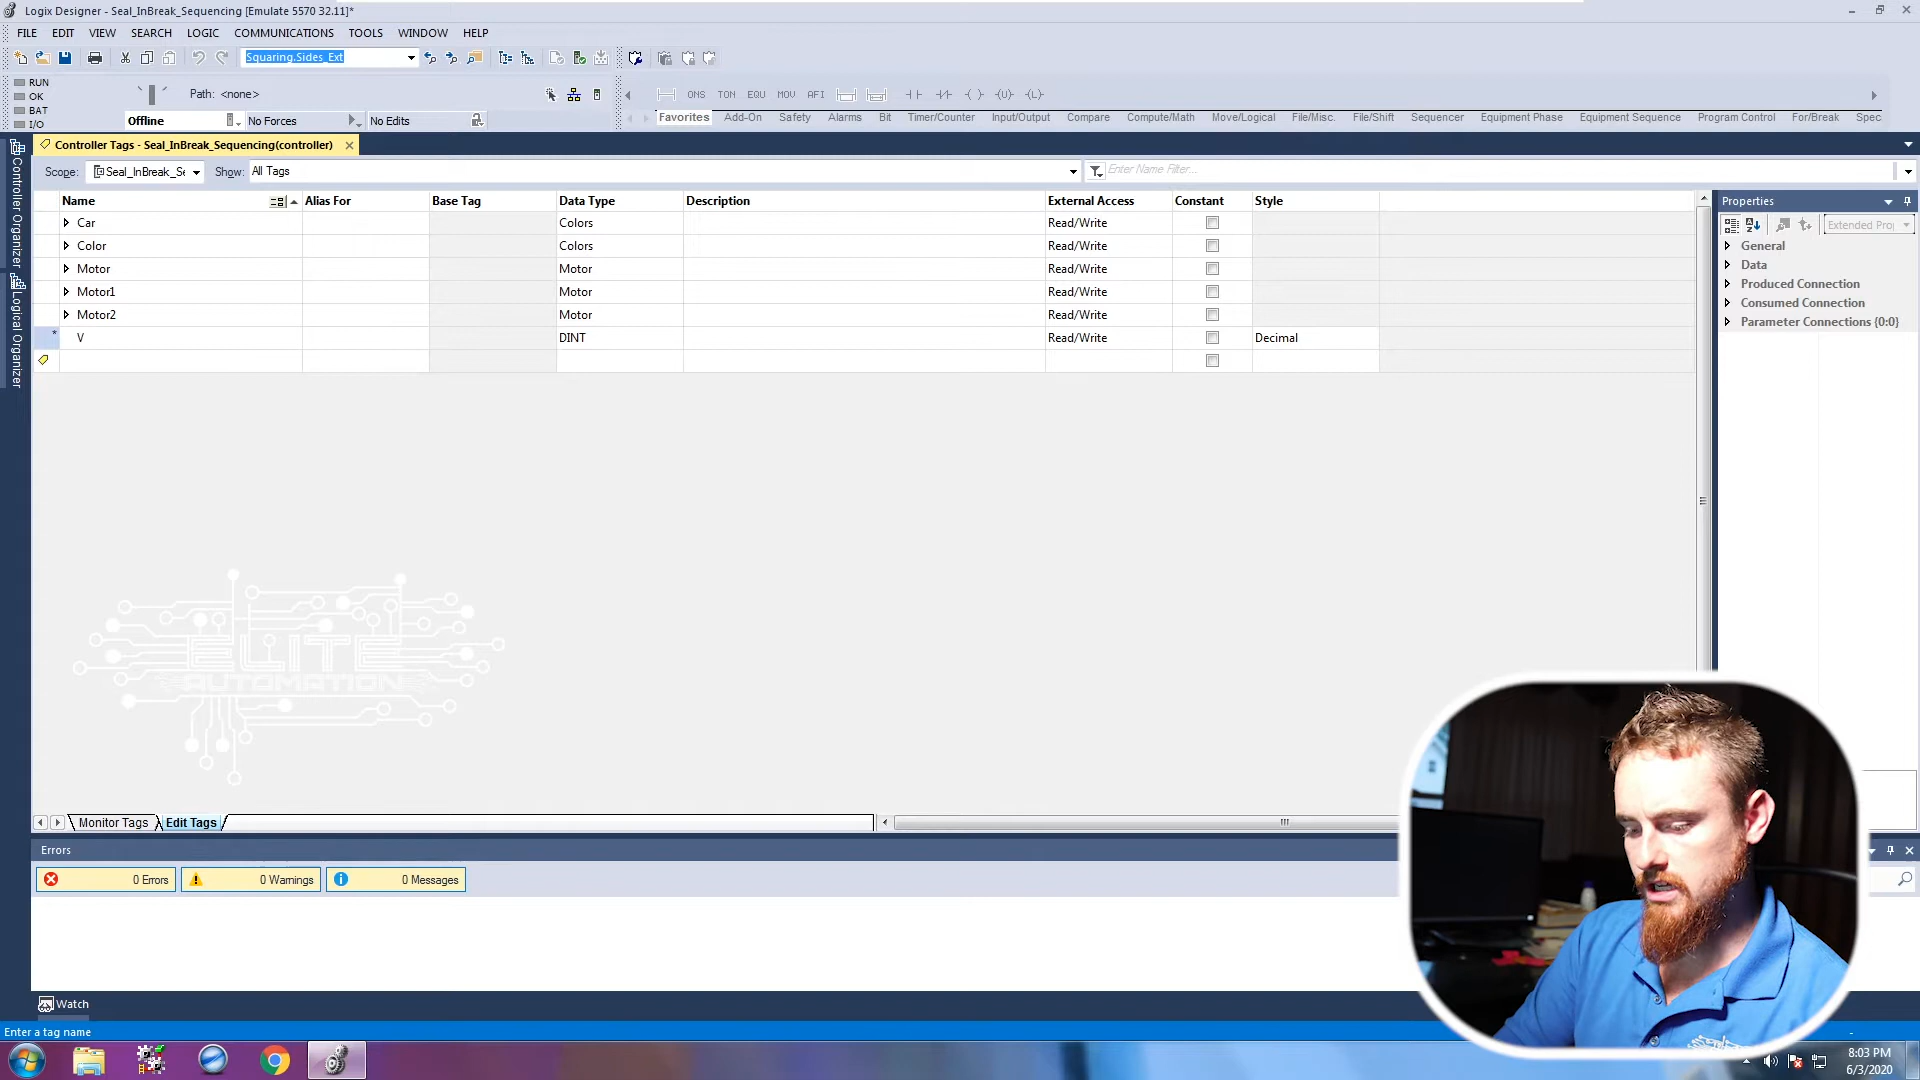 Logix Designer - Seal_InBreak_Sequencing [Emulate 5570 32.11]*
FILE EDIT VIEW SEARCH LOGIC COMMUNICATIONS TOOLS WINDOW HELP
Squaring.Sides_Ext
RUN
OK
BAT
I/O
Path: <none>
Offline No Forces No Edits
ONS TON EQU MOV AFI
Favorites Add-On Safety Alarms Bit Timer/Counter Input/Output Compare Compute/Math Move/Logical File/Misc. File/Shift Sequencer Equipment Phase Equipment Sequence Program Control For/Break Spec
Controller Organizer
Logical Organizer
Controller Tags - Seal_InBreak_Sequencing(controller)
Scope: Seal_InBreak_Se Show: All Tags Enter Name Filter...
Name Alias For Base Tag Data Type Description External Access Constant Style
Car Colors Read/Write
Color Colors Read/Write
Motor Motor Read/Write
Motor1 Motor Read/Write
Motor2 Motor Read/Write
V DINT Read/Write Decimal
Properties
Extended Prop
General
Data
Produced Connection
Consumed Connection
Parameter Connections {0:0}
ELITE
AUTOMATION
Monitor Tags Edit Tags
Errors
0 Errors 0 Warnings 0 Messages
Watch
Enter a tag name
8:03 PM
6/3/2020